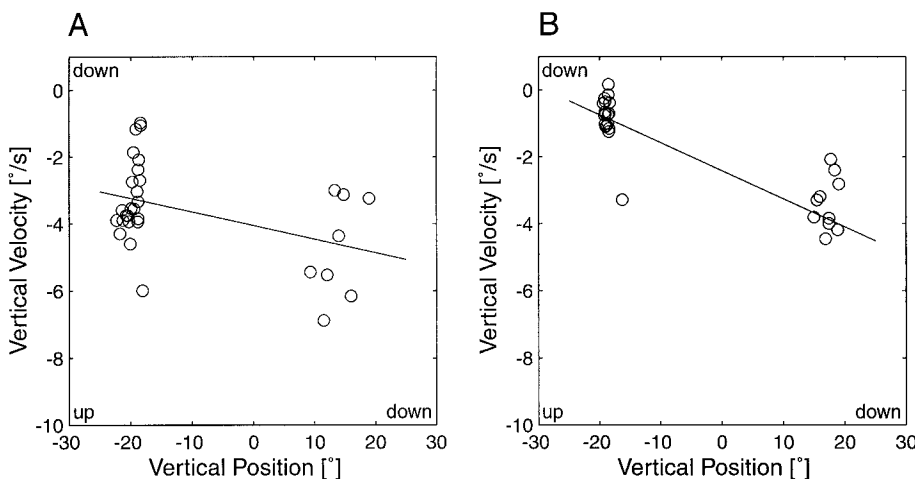 A
down
0
-2
-4
-6
-8
-10
Vertical Velocity [°/s]
up
down
-30 -20 -10 0 10 20 30
Vertical Position [°]
B
down
0
-2
-4
-6
-8
-10
Vertical Velocity [°/s]
up
down
-30 -20 -10 0 10 20 30
Vertical Position [°]